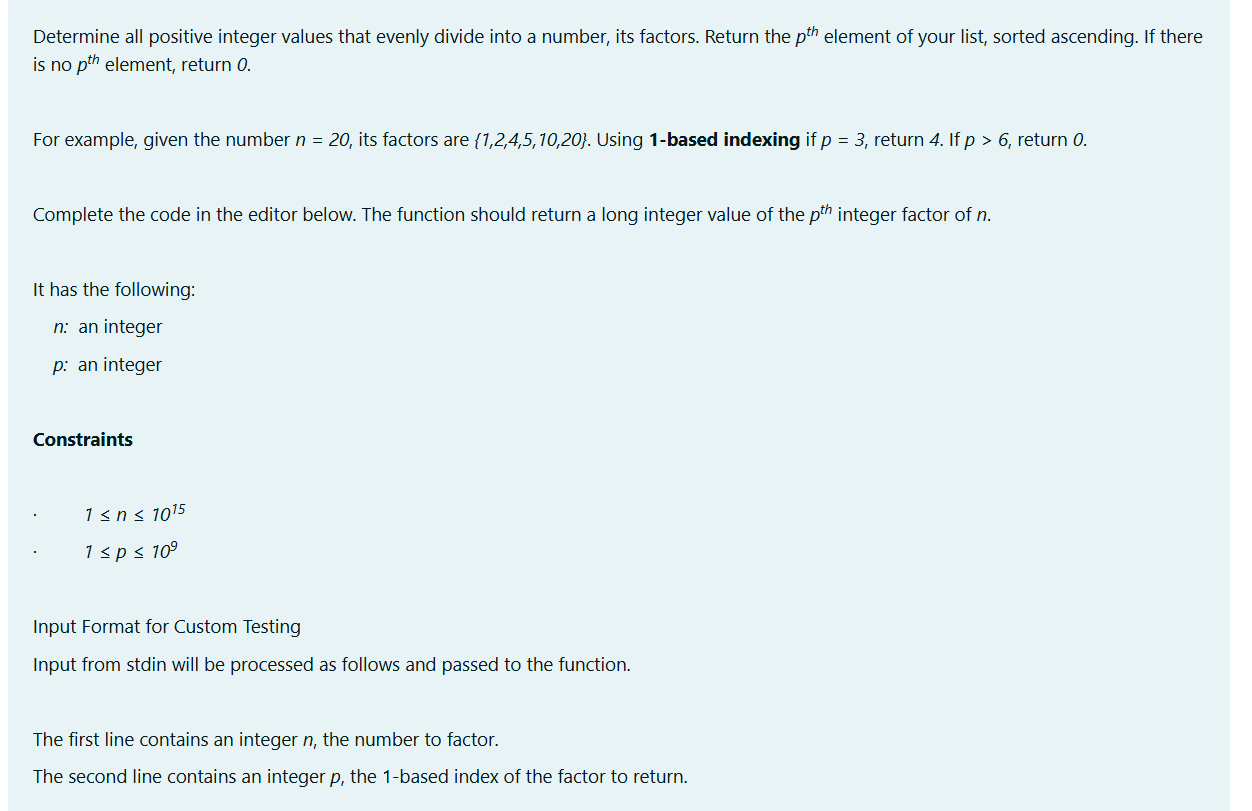 Determine all positive integer values that evenly divide into a number, its factors. Return the pth element of your list, sorted ascending. If there
is no pth element, return 0.
For example, given the number n = 20, its factors are {1,2,4,5,10,20}. Using 1-based indexing if p = 3, return 4. If p > 6, return 0.
Complete the code in the editor below. The function should return a long integer value of the pth integer factor of n.
It has the following:
n: an integer
p: an integer
Constraints
· 1 ≤ n ≤ 10^15
· 1 ≤ p ≤ 10^9
Input Format for Custom Testing
Input from stdin will be processed as follows and passed to the function.
The first line contains an integer n, the number to factor.
The second line contains an integer p, the 1-based index of the factor to return.